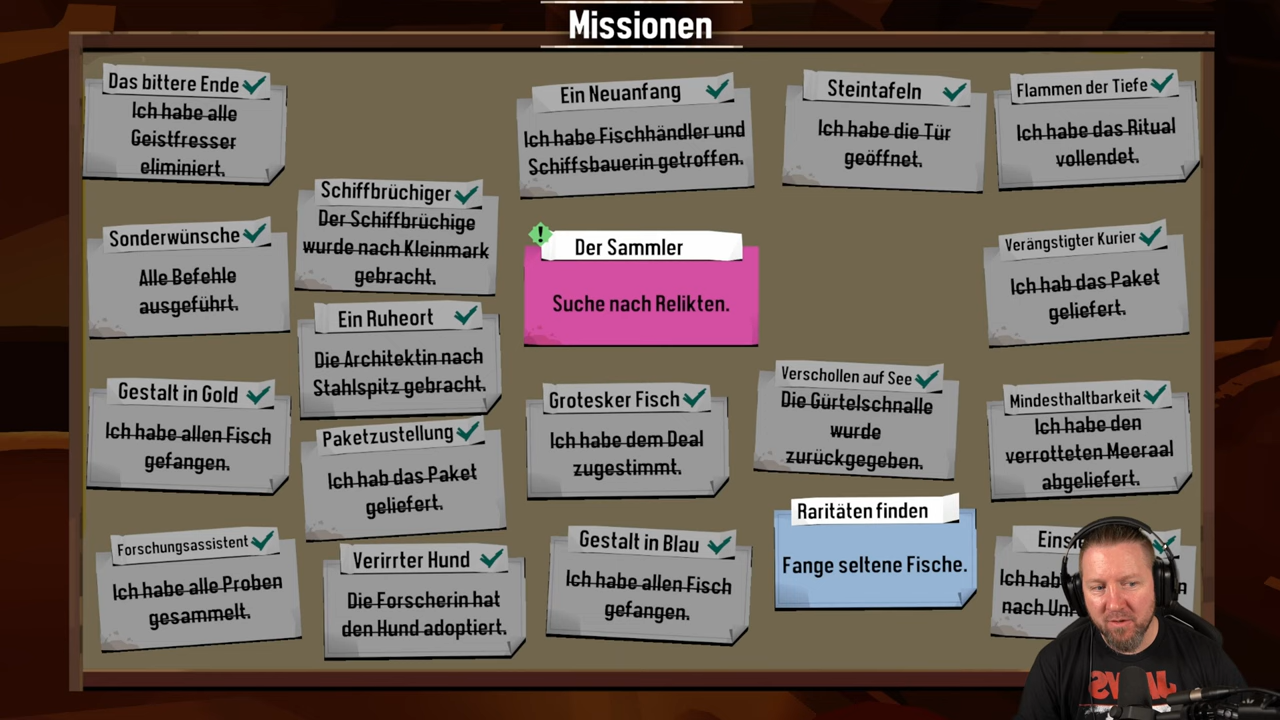 Missionen
Das bittere Ende
Ich habe alle
Geistfresser
eliminiert.
Sonderwünsche
Alle Befehle
ausgeführt.
Gestalt in Gold
Ich habe allen Fisch
gefangen.
Forschungsassistent
Ich habe alle Proben
gesammelt.
Schiffbrüchiger
Der Schiffbrüchige
wurde nach Kleinmark
gebracht.
Ein Ruheort
Die Architektin nach
Stahlspitz gebracht.
Paketzustellung
Ich hab das Paket
geliefert.
Verirrter Hund
Die Forscherin hat
den Hund adoptiert.
Ein Neuanfang
Ich habe Fischhändler und
Schiffsbauerin getroffen.
Der Sammler
Suche nach Relikten.
Grotesker Fisch
Ich habe dem Deal
zugestimmt.
Gestalt in Blau
Ich habe allen Fisch
gefangen.
Steintafeln
Ich habe die Tür
geöffnet.
Verschollen auf See
Die Gürtelschnalle
wurde
zurückgegeben.
Raritäten finden
Fange seltene Fische.
Flammen der Tiefe
Ich habe das Ritual
vollendet.
Verängstigter Kurier
Ich hab das Paket
geliefert.
Mindesthaltbarkeit
Ich habe den
verrotteten Meeraal
abgeliefert.
Ich
nach